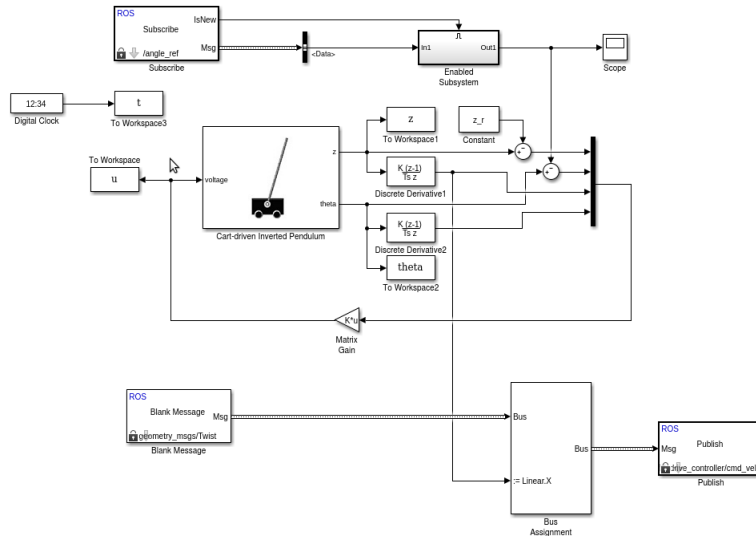 ROS
Subscribe
IsNew
Msg
/angle_ref
Subscribe
<Data>
In1
Out1
Enabled
Subsystem
Scope
12:34
Digital Clock
t
To Workspace3
To Workspace
u
voltage
z
theta
Cart-driven Inverted Pendulum
z
To Workspace1
z_r
Constant
K (z-1)
Ts z
Discrete Derivative1
K (z-1)
Ts z
Discrete Derivative2
theta
To Workspace2
K*u
Matrix
Gain
ROS
Blank Message
Msg
geometry_msgs/Twist
Blank Message
Bus
Bus
:= Linear.X
Bus
Assignment
ROS
Publish
Msg
drive_controller/cmd_vel
Publish